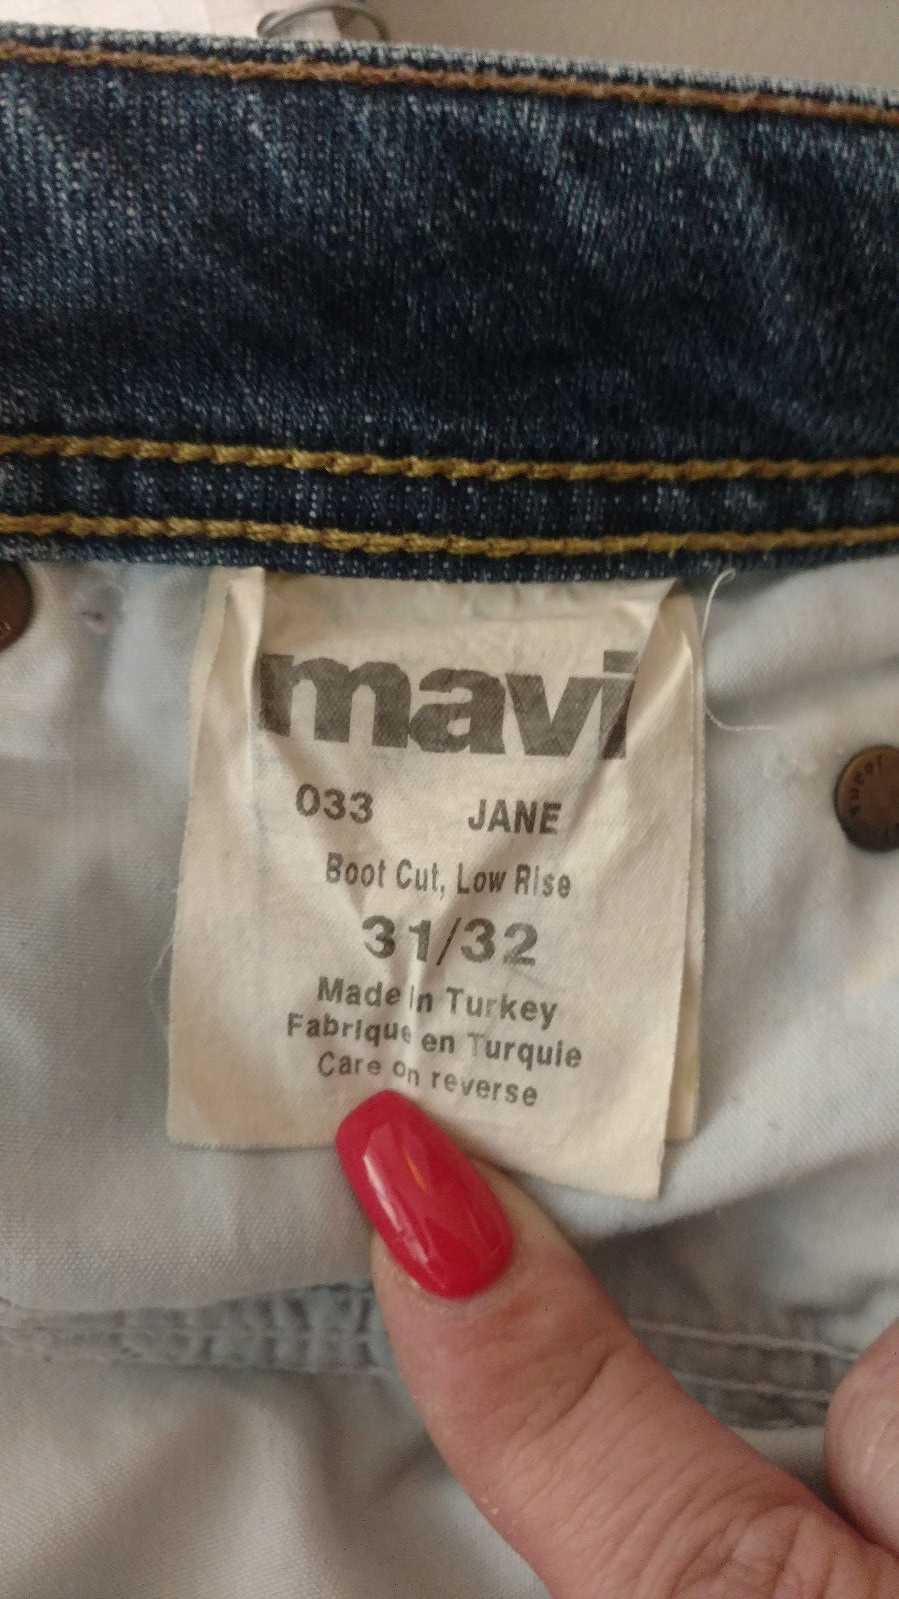 mavi
033 JANE
Boot Cut, Low Rise
31/32
Made in Turkey
Fabrique en Turquie
Care on reverse